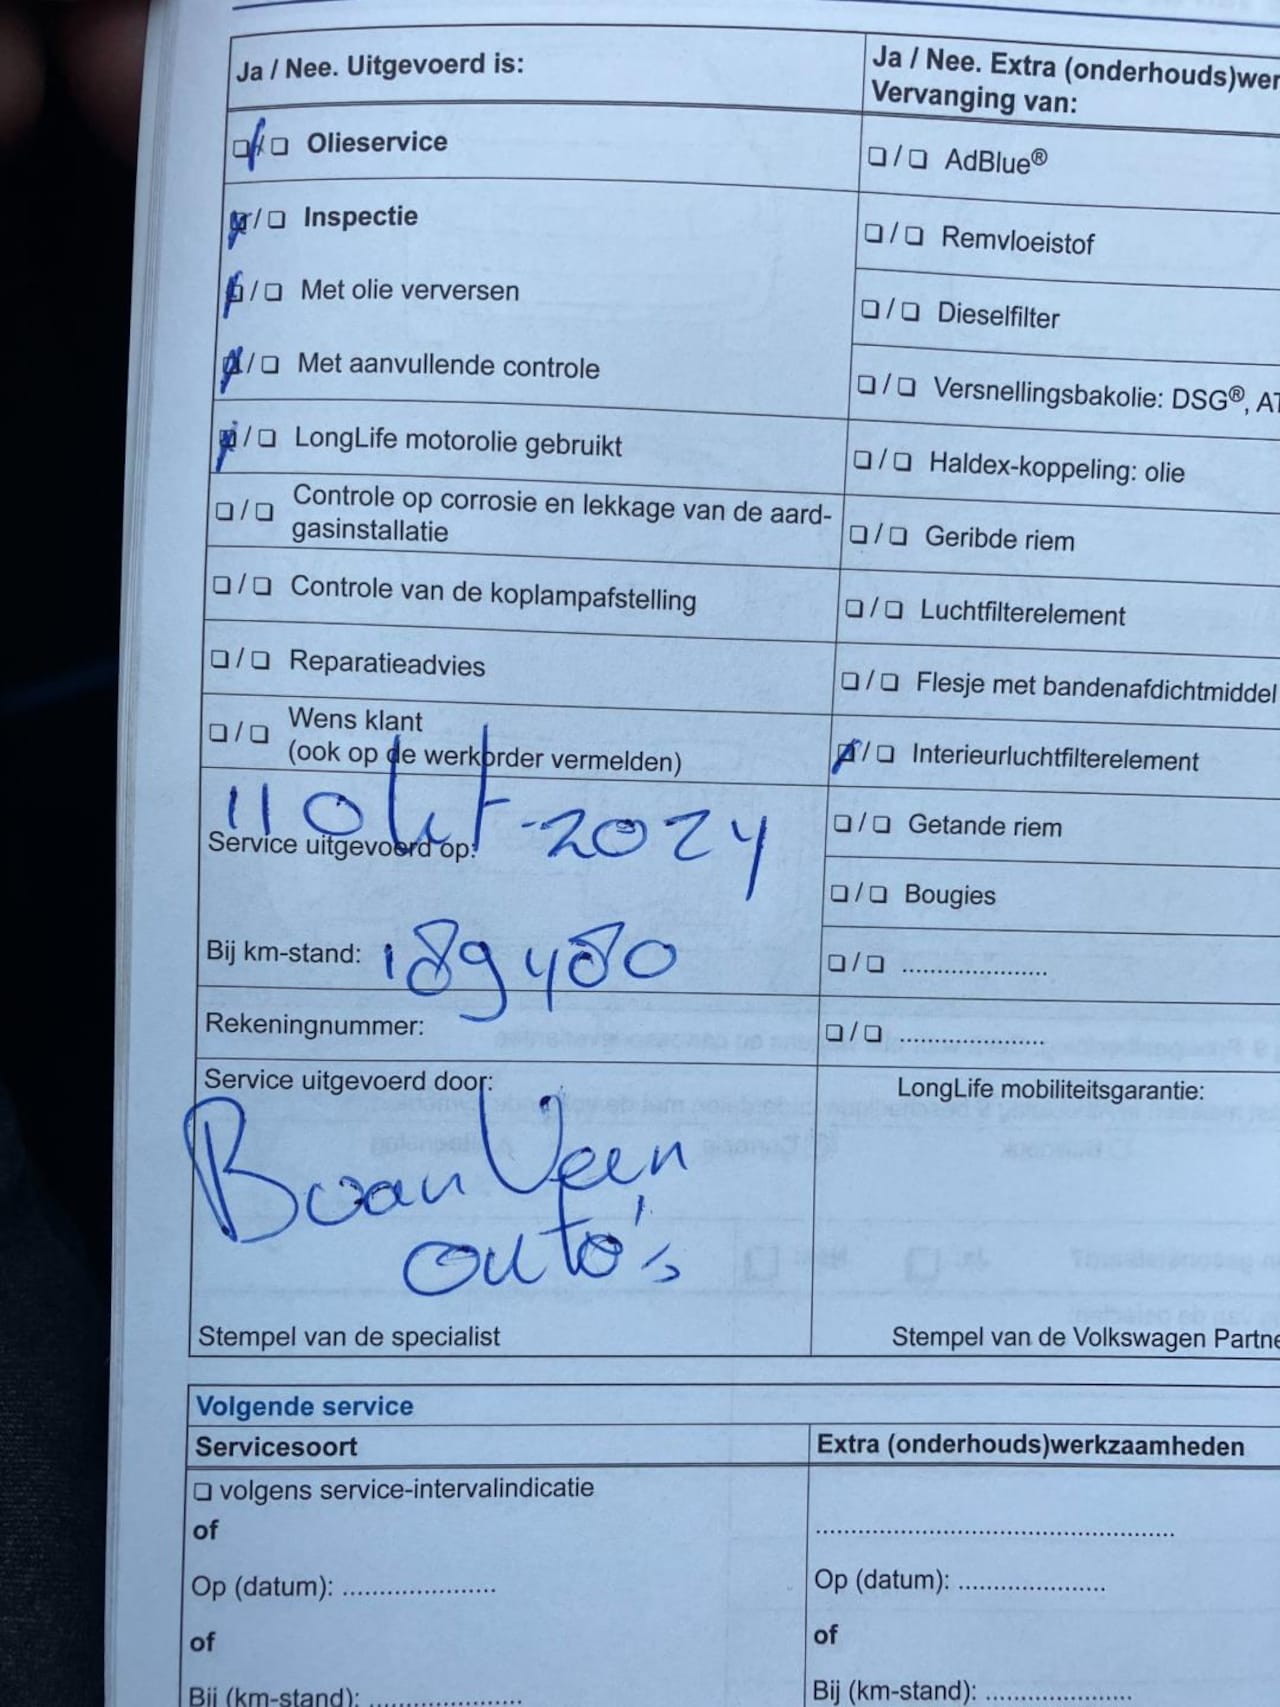 Ja / Nee. Uitgevoerd is:
❏ / ❏ Olieservice
❏ / ❏ Inspectie
❏ / ❏ Met olie verversen
❏ / ❏ Met aanvullende controle
❏ / ❏ LongLife motorolie gebruikt
❏ / ❏ Controle op corrosie en lekkage van de aard-
gasinstallatie
❏ / ❏ Controle van de koplampafstelling
❏ / ❏ Reparatieadvies
❏ / ❏ Wens klant
(ook op de werkorder vermelden)
11 okt - 2024
Service uitgevoerd op:
Bij km-stand: 189480
Rekeningnummer:
Service uitgevoerd door:
B van Veen
auto's
Stempel van de specialist
Ja / Nee. Extra (onderhouds)wer
Vervanging van:
❏ / ❏ AdBlue®
❏ / ❏ Remvloeistof
❏ / ❏ Dieselfilter
❏ / ❏ Versnellingsbakolie: DSG®, AT
❏ / ❏ Haldex-koppeling: olie
❏ / ❏ Geribde riem
❏ / ❏ Luchtfilterelement
❏ / ❏ Flesje met bandenafdichtmiddel
❏ / ❏ Interieurluchtfilterelement
❏ / ❏ Getande riem
❏ / ❏ Bougies
❏ / ❏ .....................
❏ / ❏ .....................
LongLife mobiliteitsgarantie:
Stempel van de Volkswagen Partne
Volgende service
Servicesoort
❏ volgens service-intervalindicatie
of
Op (datum): .....................
of
Bij (km-stand): .....................
Extra (onderhouds)werkzaamheden
..................................................
Op (datum): .....................
of
Bij (km-stand): .....................